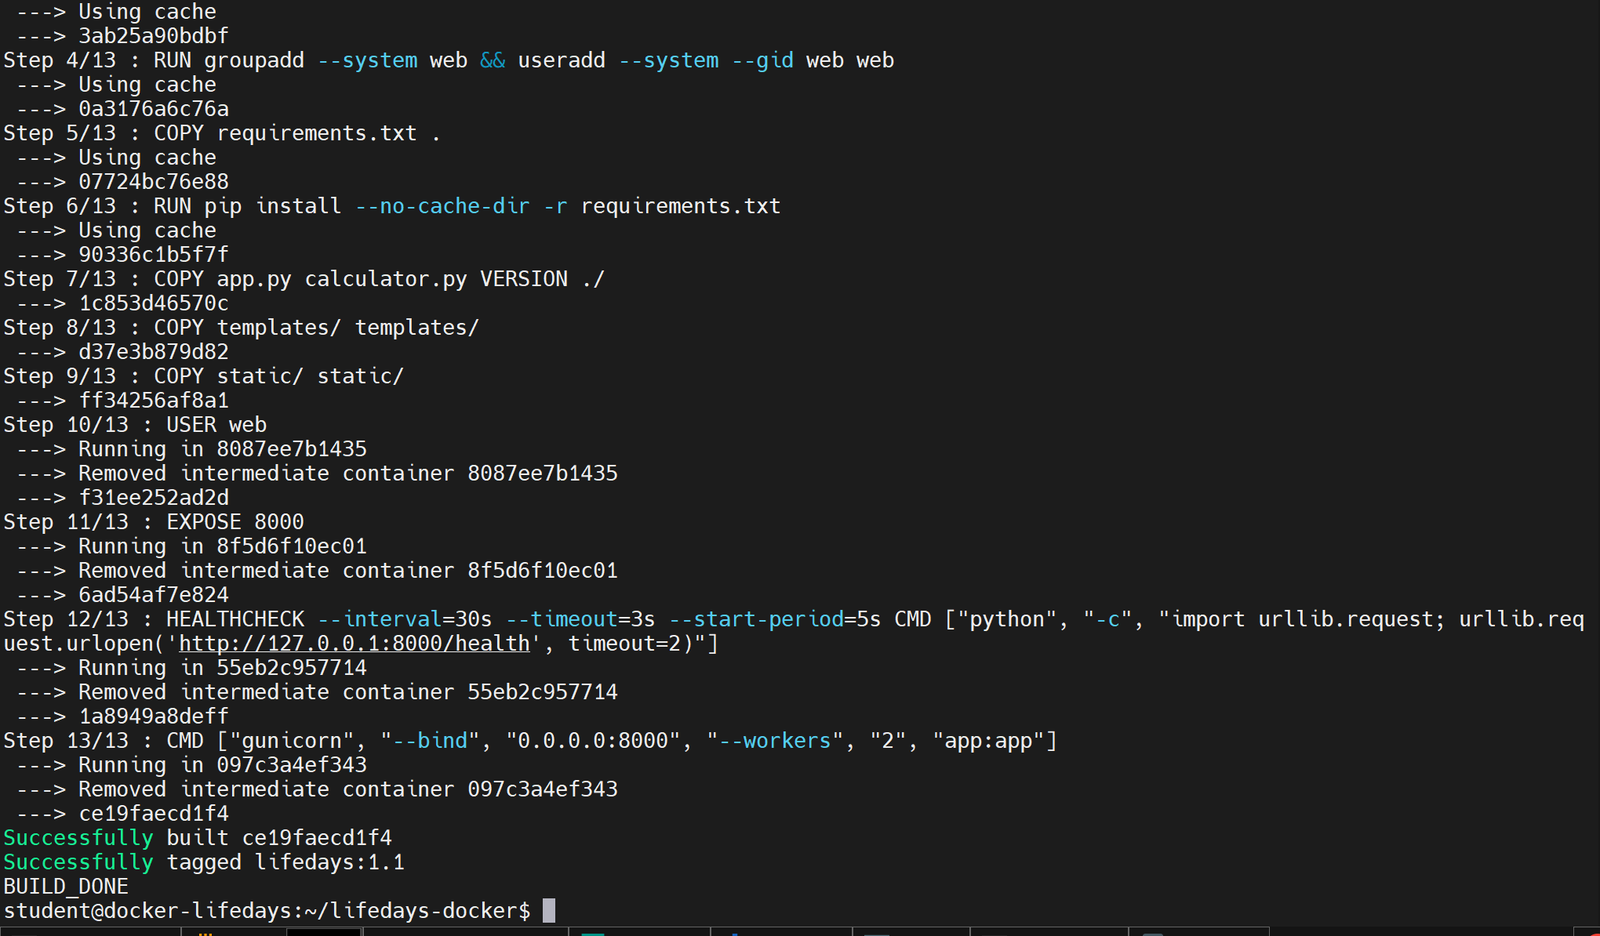 ---> Using cache
---> 3ab25a90bdbf
Step 4/13 : RUN groupadd --system web && useradd --system --gid web web
---> Using cache
---> 0a3176a6c76a
Step 5/13 : COPY requirements.txt .
---> Using cache
---> 07724bc76e88
Step 6/13 : RUN pip install --no-cache-dir -r requirements.txt
---> Using cache
---> 90336c1b5f7f
Step 7/13 : COPY app.py calculator.py VERSION ./
---> 1c853d46570c
Step 8/13 : COPY templates/ templates/
---> d37e3b879d82
Step 9/13 : COPY static/ static/
---> ff34256af8a1
Step 10/13 : USER web
---> Running in 8087ee7b1435
---> Removed intermediate container 8087ee7b1435
---> f31ee252ad2d
Step 11/13 : EXPOSE 8000
---> Running in 8f5d6f10ec01
---> Removed intermediate container 8f5d6f10ec01
---> 6ad54af7e824
Step 12/13 : HEALTHCHECK --interval=30s --timeout=3s --start-period=5s CMD ["python", "-c", "import urllib.request; urllib.req
uest.urlopen('http://127.0.0.1:8000/health', timeout=2)"]
---> Running in 55eb2c957714
---> Removed intermediate container 55eb2c957714
---> 1a8949a8deff
Step 13/13 : CMD ["gunicorn", "--bind", "0.0.0.0:8000", "--workers", "2", "app:app"]
---> Running in 097c3a4ef343
---> Removed intermediate container 097c3a4ef343
---> ce19faecd1f4
Successfully built ce19faecd1f4
Successfully tagged lifedays:1.1
BUILD_DONE
student@docker-lifedays:~/lifedays-docker$